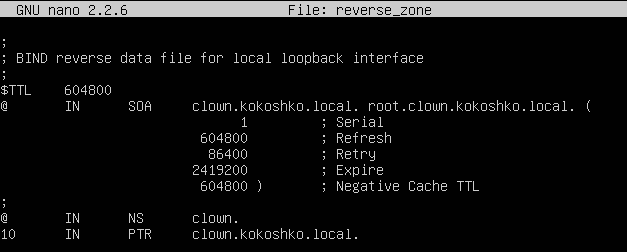 GNU nano 2.2.6 File: reverse_zone
;
; BIND reverse data file for local loopback interface
;
$TTL 604800
@ IN SOA clown.kokoshko.local. root.clown.kokoshko.local. (
1 ; Serial
604800 ; Refresh
86400 ; Retry
2419200 ; Expire
604800 ) ; Negative Cache TTL
;
@ IN NS clown.
10 IN PTR clown.kokoshko.local.